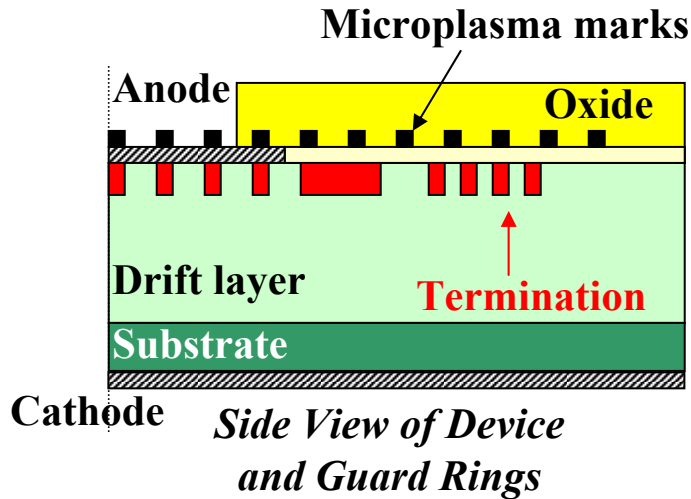 Microplasma marks
Anode
Oxide
Drift layer
Termination
Substrate
Cathode
Side View of Device
and Guard Rings